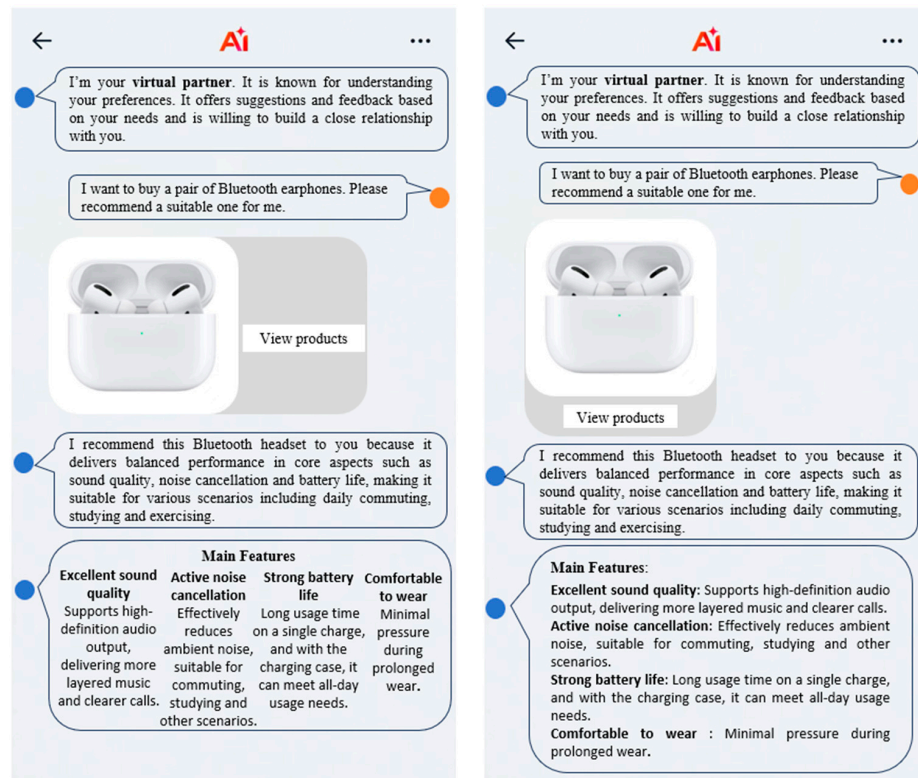 Ai
I'm your virtual partner. It is known for understanding
your preferences. It offers suggestions and feedback based
on your needs and is willing to build a close relationship
with you.
I want to buy a pair of Bluetooth earphones. Please
recommend a suitable one for me.
View products
I recommend this Bluetooth headset to you because it
delivers balanced performance in core aspects such as
sound quality, noise cancellation and battery life, making it
suitable for various scenarios including daily commuting,
studying and exercising.
Main Features
Excellent sound
quality
Supports high-
definition audio
output,
delivering more
layered music
and clearer calls.
Active noise
cancellation
Effectively
reduces
ambient noise,
suitable for
commuting,
studying and
other scenarios.
Strong battery
life
Long usage time
on a single charge,
and with the
charging case, it
can meet all-day
usage needs.
Comfortable
to wear
Minimal
pressure
during
prolonged
wear.
Ai
I'm your virtual partner. It is known for understanding
your preferences. It offers suggestions and feedback based
on your needs and is willing to build a close relationship
with you.
I want to buy a pair of Bluetooth earphones. Please
recommend a suitable one for me.
View products
I recommend this Bluetooth headset to you because it
delivers balanced performance in core aspects such as
sound quality, noise cancellation and battery life, making it
suitable for various scenarios including daily commuting,
studying and exercising.
Main Features:
Excellent sound quality: Supports high-definition audio
output, delivering more layered music and clearer calls.
Active noise cancellation: Effectively reduces ambient
noise, suitable for commuting, studying and other
scenarios.
Strong battery life: Long usage time on a single charge,
and with the charging case, it can meet all-day usage
needs.
Comfortable to wear : Minimal pressure during
prolonged wear.